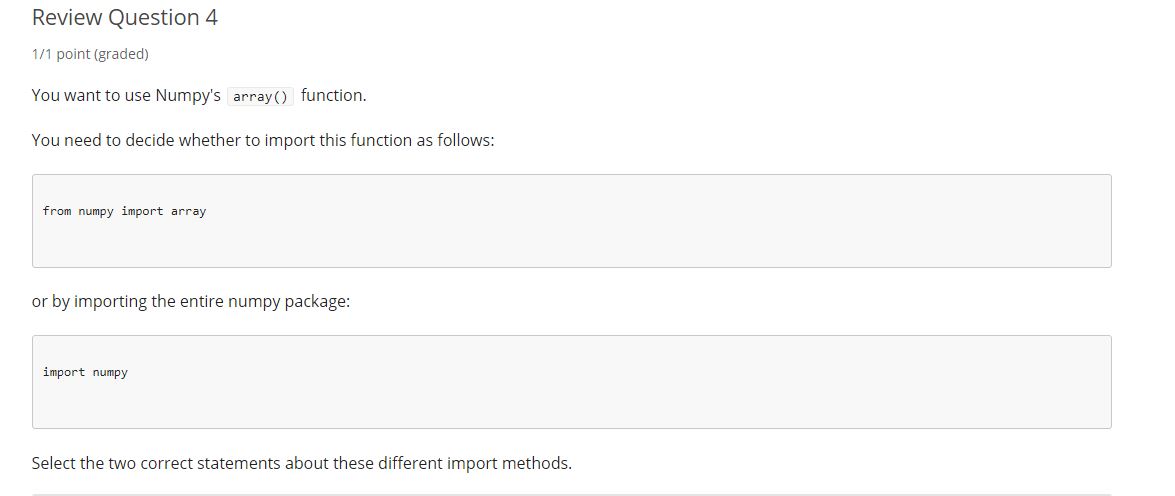 Review Question 4
1/1 point (graded)
You want to use Numpy's array() function.
You need to decide whether to import this function as follows:
from numpy import array
or by importing the entire numpy package:
import numpy
Select the two correct statements about these different import methods.